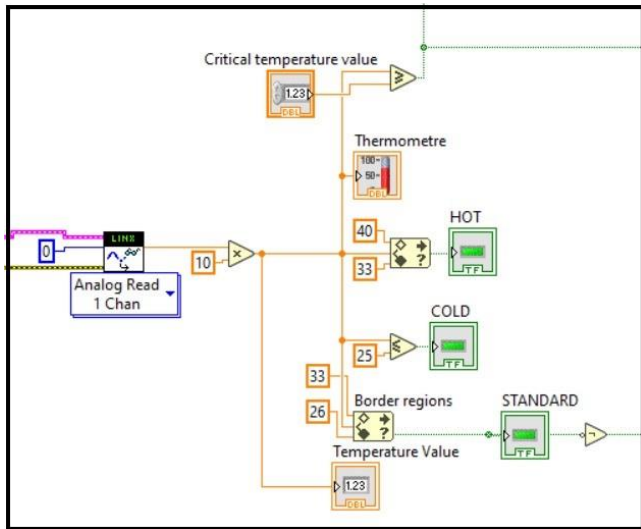 Critical temperature value
1.23
DBL
Thermometre
100
50
DBL
HOT
40
33
TF
LINX
0
10
Analog Read
1 Chan
COLD
25
TF
33
Border regions
STANDARD
26
TF
Temperature Value
1.23
DBL